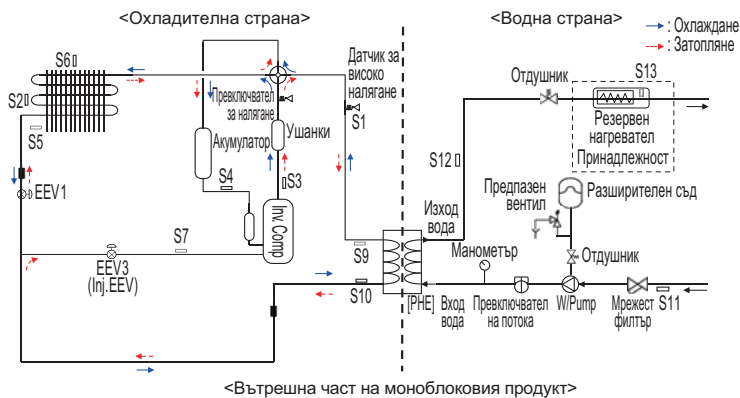 <Охладителна страна>
<Водна страна>
: Охлаждане
: Затопляне
S6
S2
S5
EEV1
EEV3
(Inj.EEV)
S7
Превключвател
за налягане
Акумулатор
Ушанки
S4
S3
Inv. Comp
Датчик за
високо
налягане
S1
S9
S10
[PHE]
Изход
вода
Вход
вода
S12
Отдушник
S13
Резервен
нагревател
Принадлежност
Предпазен
вентил
Разширителен съд
Отдушник
Манометър
Превключвател
на потока
W/Pump
Мрежест
филтър
S11
<Вътрешна част на моноблоковия продукт>